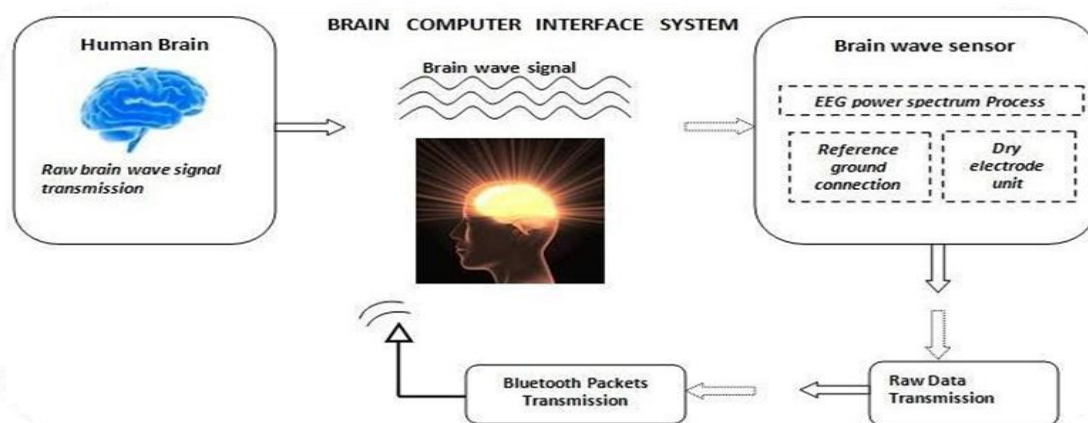 BRAIN COMPUTER INTERFACE SYSTEM
Human Brain
Raw brain wave signal
transmission
Brain wave signal
Brain wave sensor
EEG power spectrum Process
Reference
ground
connection
Dry
electrode
unit
Bluetooth Packets
Transmission
Raw Data
Transmission